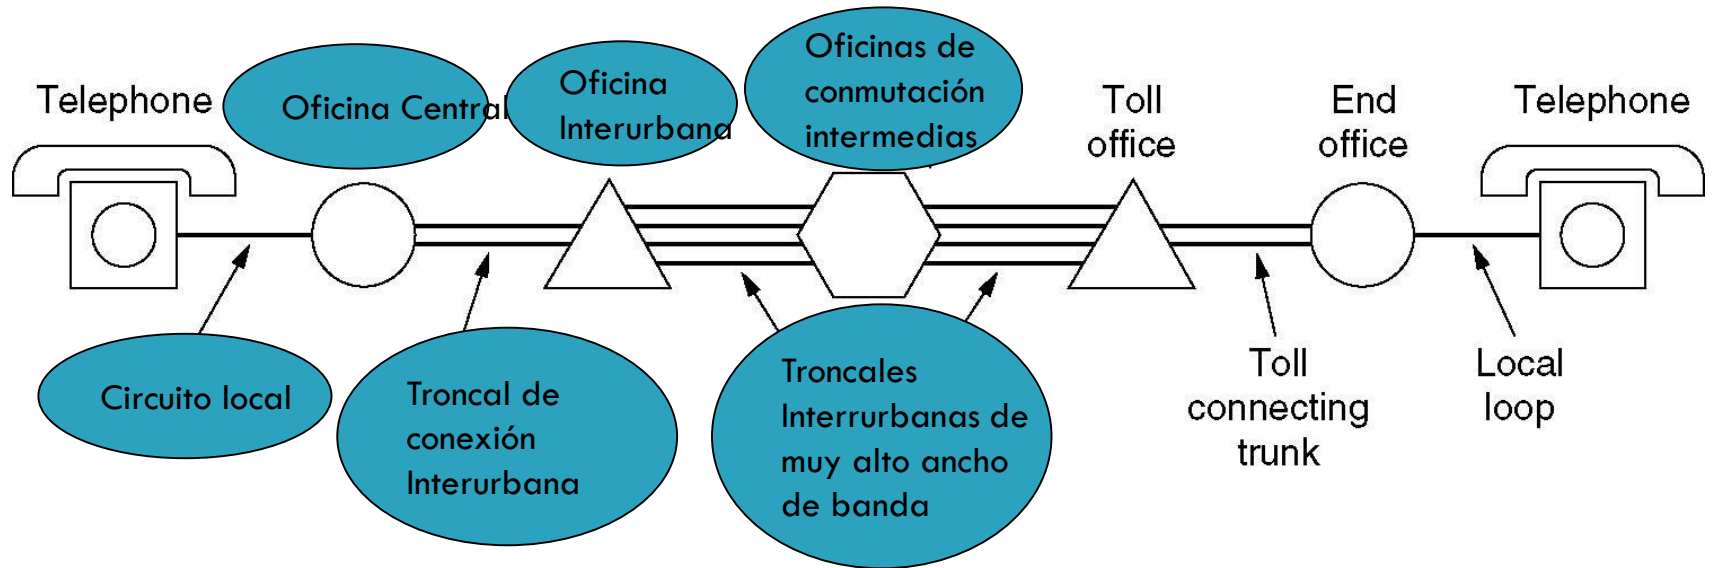 Telephone
Oficina Central
Oficina
Interurbana
Oficinas de
conmutación
intermedias
Toll
office
End
office
Telephone
Circuito local
Troncal de
conexión
Interurbana
Troncales
Interrurbanas de
muy alto ancho
de banda
Toll
connecting
trunk
Local
loop